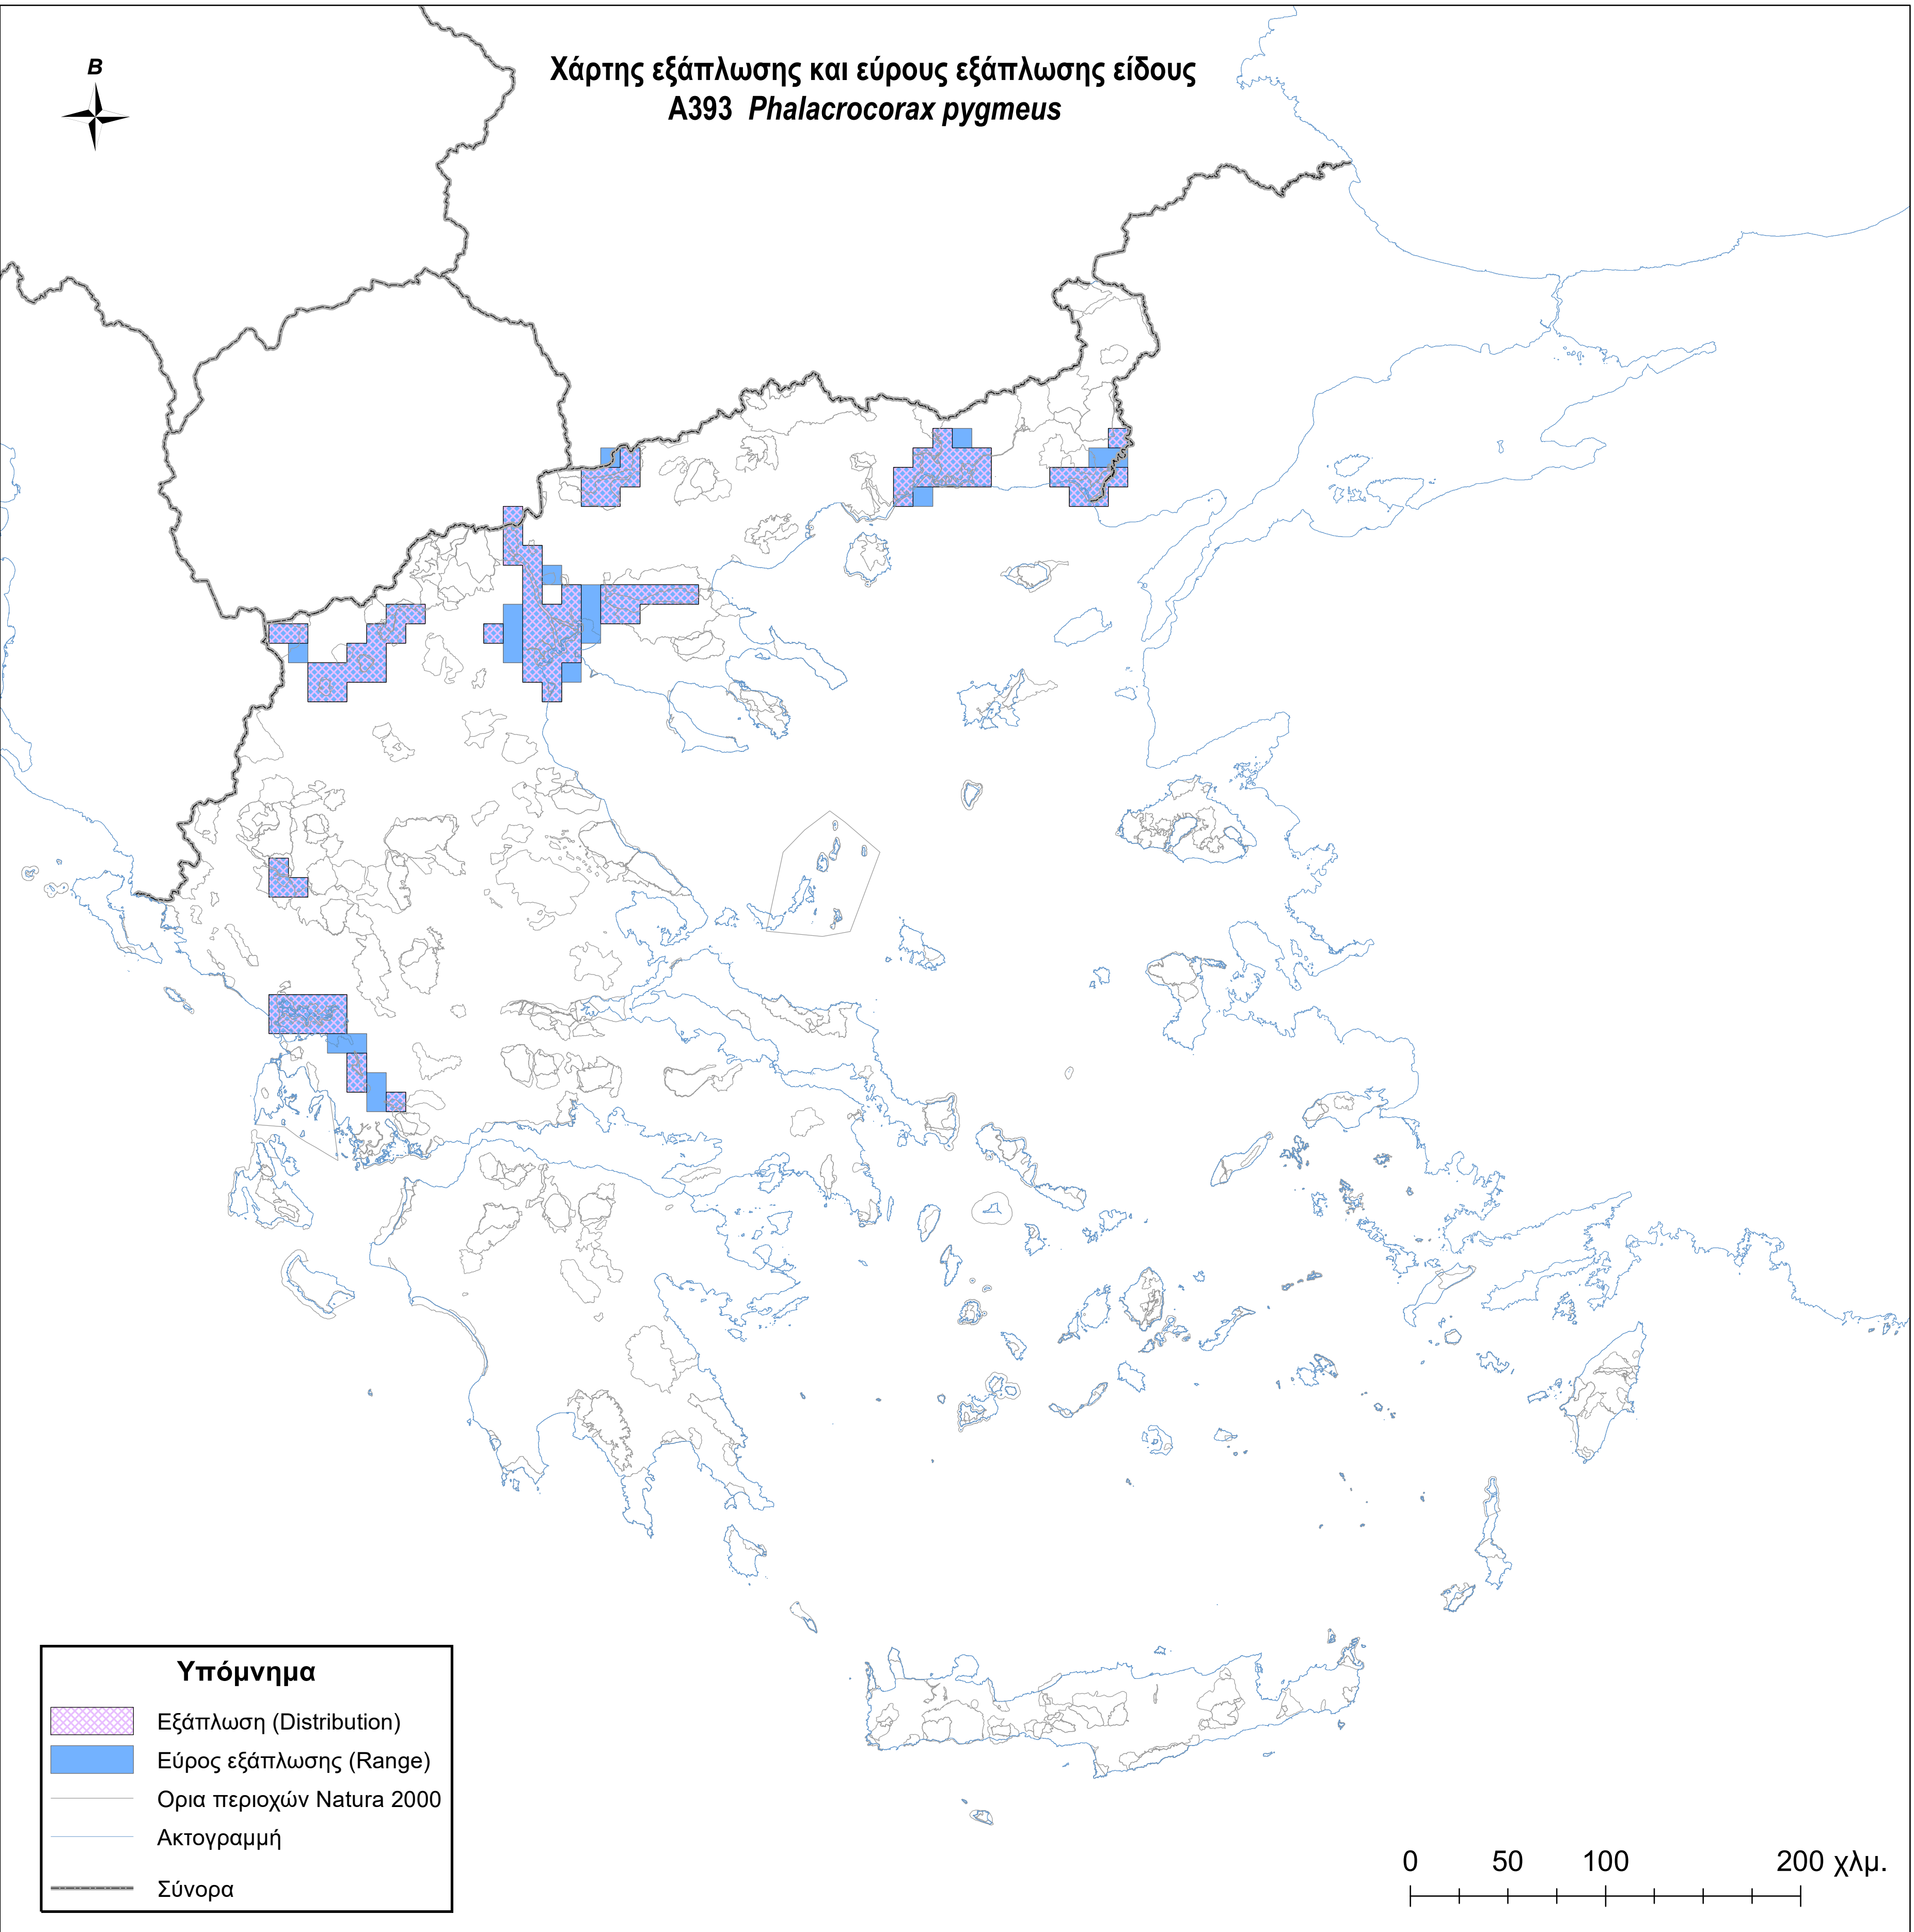 Β
Χάρτης εξάπλωσης και εύρους εξάπλωσης είδους
A393 Phalacrocorax pygmeus
Υπόμνημα
Εξάπλωση (Distribution)
Εύρος εξάπλωσης (Range)
Ορια περιοχών Natura 2000
Ακτογραμμή
Σύνορα
0 50 100 200 χλμ.